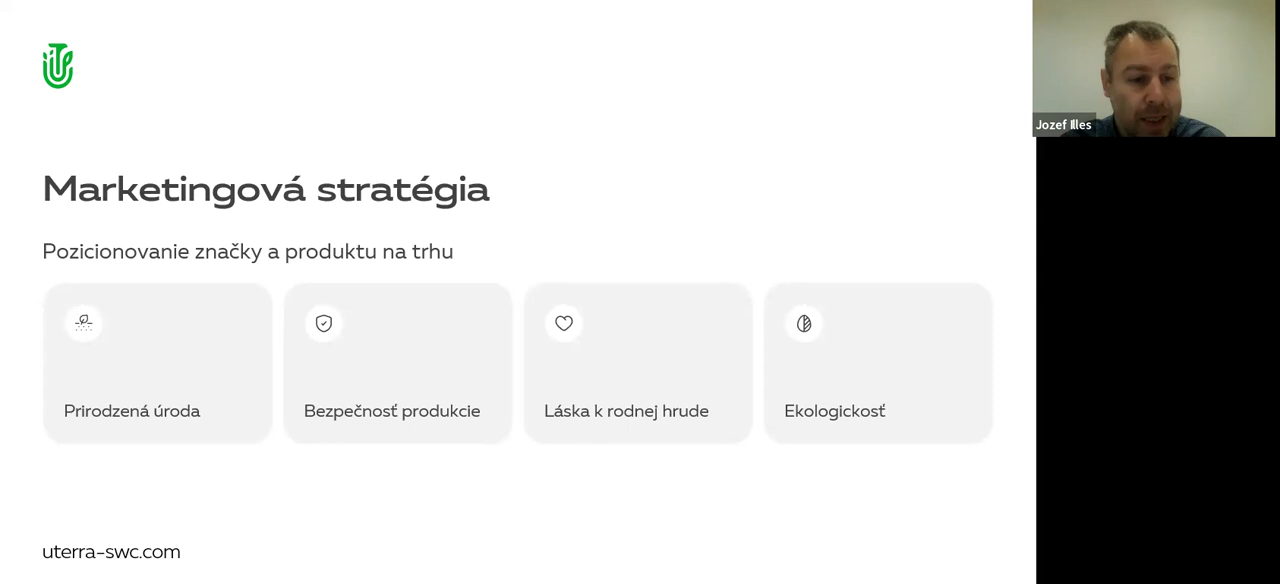 Jozef Illes
Marketingová stratégia
Pozicionovanie značky a produktu na trhu
Prirodzená úroda
Bezpečnosť produkcie
Láska k rodnej hrude
Ekologickosť
uterra-swc.com